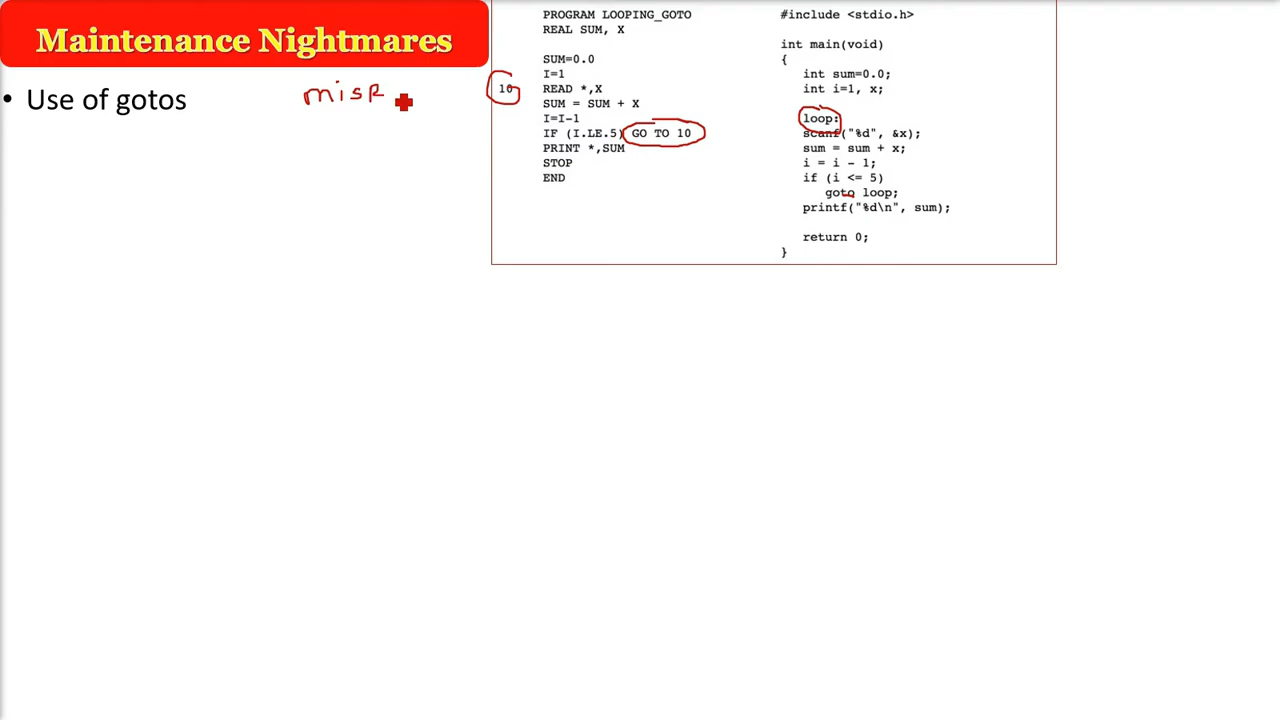 Maintenance Nightmares
• Use of gotos
misR
PROGRAM LOOPING_GOTO
REAL SUM, X
SUM=0.0
I=1
10 READ *,X
SUM = SUM + X
I=I-1
IF (I.LE.5) GO TO 10
PRINT *,SUM
STOP
END
#include <stdio.h>
int main(void)
{
int sum=0.0;
int i=1, x;
loop:
scanf("%d", &x);
sum = sum + x;
i = i - 1;
if (i <= 5)
goto loop;
printf("%d\n", sum);
return 0;
}